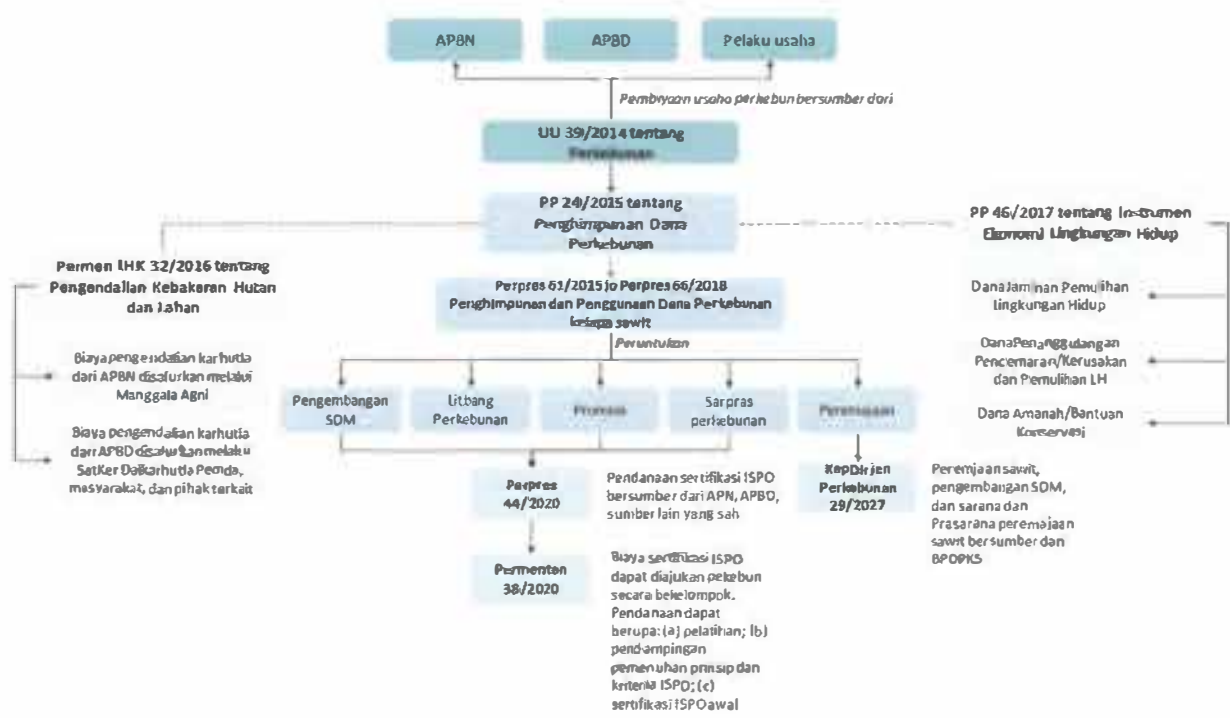 APBN
APBD
Pelaku usaha
Pembiyaan usaha perkebun bersumber dari
UU 39/2014 tentang
Perkebunan
PP 24/2015 tentang
Penghimpunan Dana
Perkebunan
PP 46/2017 tentang Instrumen
Ekonomi Lingkungan Hidup
Permen LHK 32/2016 tentang
Pengendalian Kebakaran Hutan
dan Lahan
Perpres 61/2015 jo Perpres 66/2018
Penghimpunan dan Penggunaan Dana Perkebunan
kelapa sawit
Dana Jaminan Pemulihan
Lingkungan Hidup
Peruntukan
Dana Penanggulangan
Pencemaran/Kerusakan
dan Pemulihan LH
Biaya pengendalian karhutla
dari APBN disalurkan melalui
Manggala Agni
Pengembangan
SDM
Litbang
Perkebunan
Promosi
Sarpras
perkebunan
Peremajaan
Dana Amanah/Bantuan
Konservasi
Biaya pengendalian karhutla
dari APBD disalurkan melaku
SatKer Dalkarhutla Pemda,
masyarakat, dan pihak terkait
Perpres
44/2020
Pendanaan sertifikasi ISPO
bersumber dari APN, APBD,
sumber lain yang sah
KepDirjen
Perkebunan
29/2027
Peremjaan sawit,
pengembangan SDM,
dan sarana dan
Prasarana peremajaan
sawit bersumber dan
BPDPKS
Permentan
38/2020
Biaya sertifikasi ISPO
dapat diajukan pekebun
secara bekelompok.
Pendanaan dapat
berupa: (a) pelatihan; (b)
pendampingan
pemenuhan prinsip dan
kriteria ISPO; (c)
sertifikasi ISPO awal